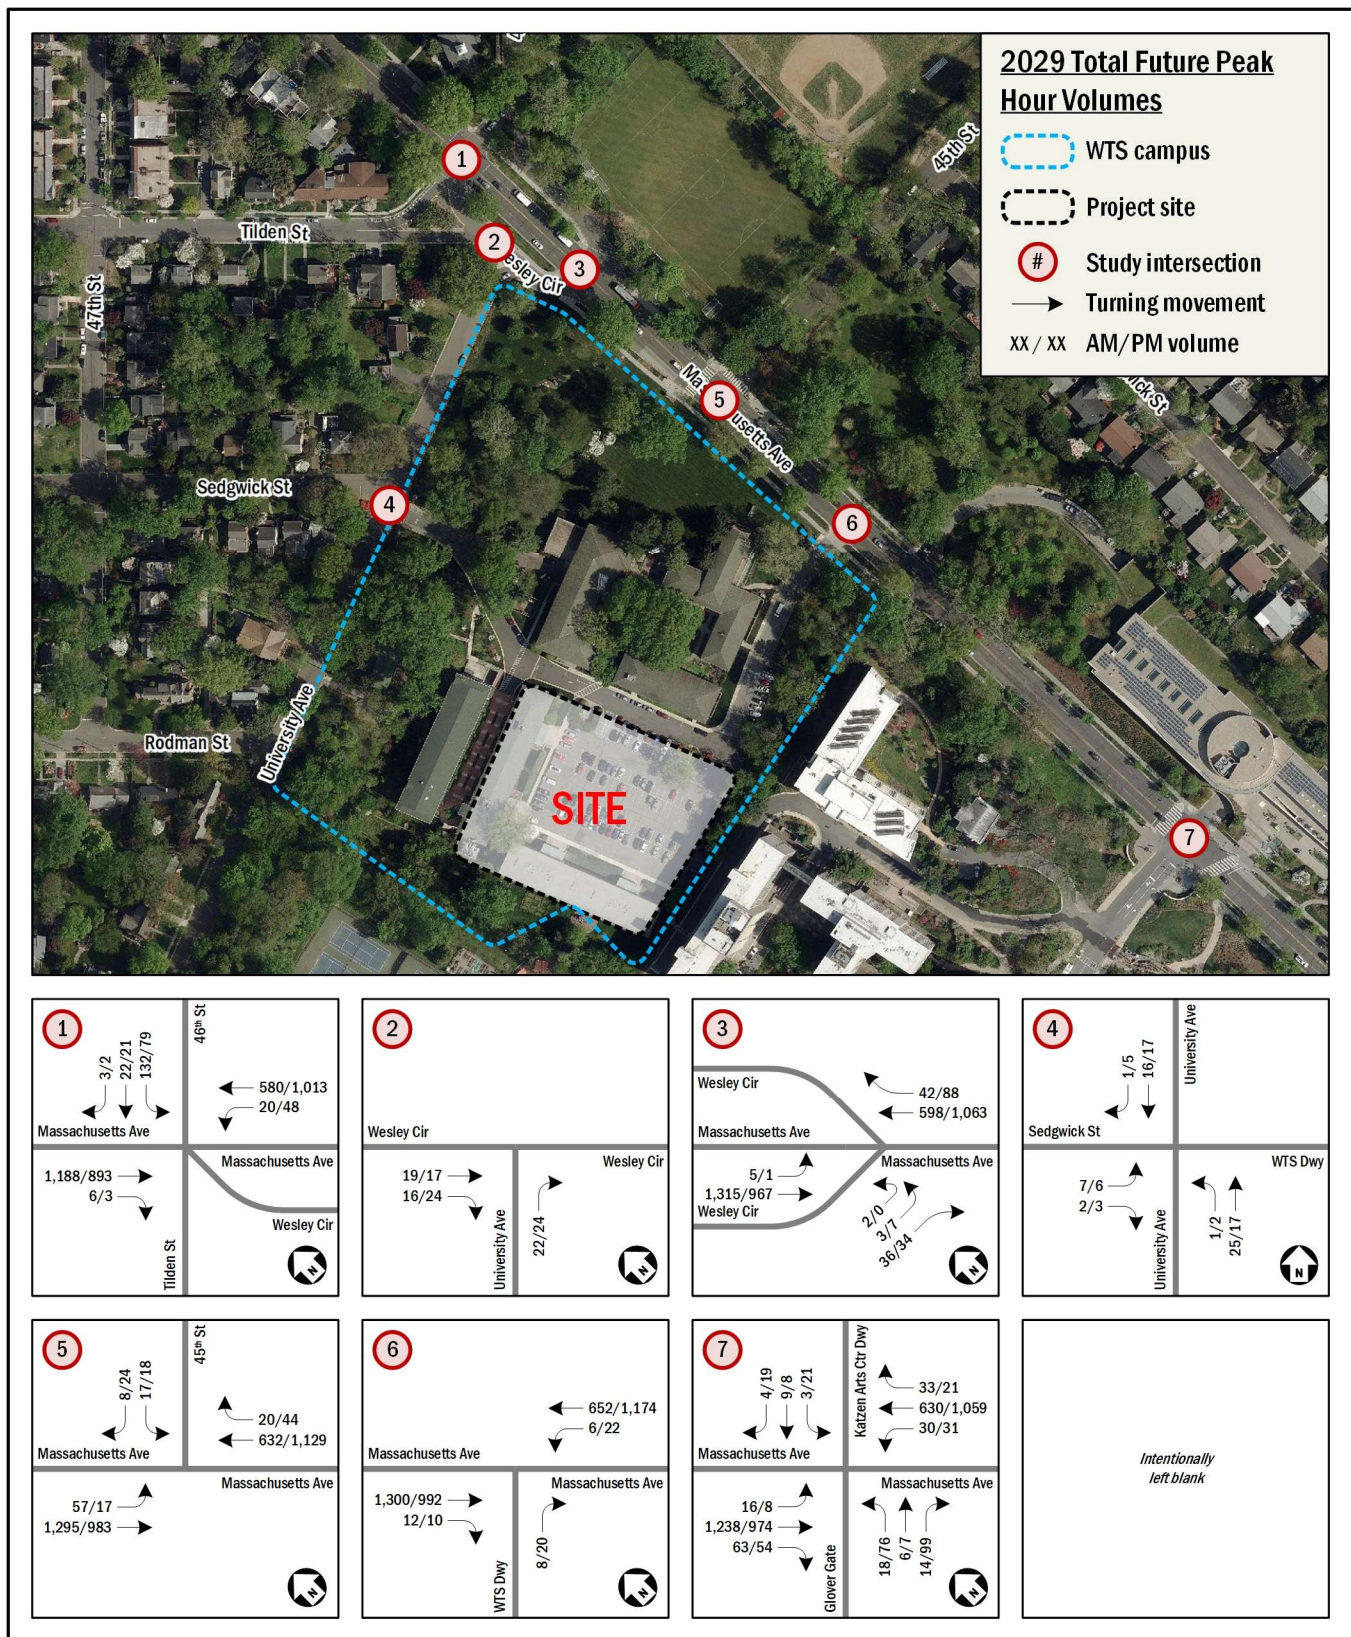 2029 Total Future Peak
Hour Volumes
WTS campus
Project site
# Study intersection
Turning movement
XX / XX AM/PM volume
45th St
1
Tilden St
2
3
Wesley Cir
47th St
5
Massachusetts Ave
Sedgwick St
4
6
University Ave
Rodman St
SITE
7
1
46th St
3/2
22/21
132/79
580/1,013
20/48
Massachusetts Ave
Massachusetts Ave
1,188/893
6/3
Tilden St
Wesley Cir
N
2
Wesley Cir
Wesley Cir
19/17
16/24
University Ave
22/24
N
3
Wesley Cir
42/88
598/1,063
Massachusetts Ave
Massachusetts Ave
5/1
1,315/967
Wesley Cir
2/0
3/7
36/34
N
4
University Ave
1/5
16/17
Sedgwick St
WTS Dwy
7/6
2/3
University Ave
1/2
25/17
N
5
45th St
8/24
17/18
20/44
632/1,129
Massachusetts Ave
Massachusetts Ave
57/17
1,295/983
N
6
652/1,174
6/22
Massachusetts Ave
Massachusetts Ave
1,300/992
12/10
WTS Dwy
8/20
N
7
Katzen Arts Ctr Dwy
4/19
9/8
3/21
33/21
630/1,059
30/31
Massachusetts Ave
Massachusetts Ave
16/8
1,238/974
63/54
Glover Gate
18/76
6/7
14/99
N
Intentionally
left blank